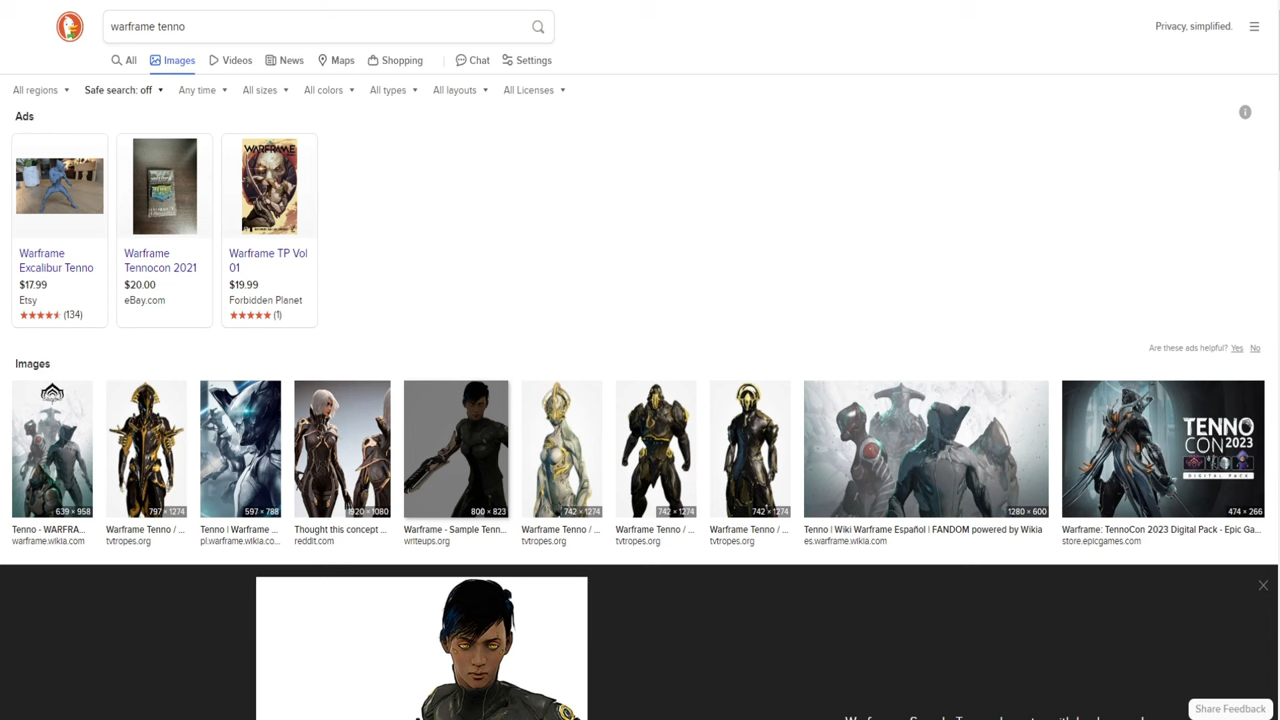 warframe tenno
Privacy, simplified.
All
Images
Videos
News
Maps
Shopping
Chat
Settings
All regions
Safe search: off
Any time
All sizes
All colors
All types
All layouts
All Licenses
Ads
WARFRAME
Warframe
Excalibur Tenno
$17.99
Etsy
(134)
Warframe
Tennocon 2021
$20.00
eBay.com
Warframe TP Vol
01
$19.99
Forbidden Planet
(1)
Are these ads helpful? Yes No
Images
639 × 958
Tenno - WARFRA...
warframe.wikia.com
797 × 1274
Warframe Tenno / ...
tvtropes.org
597 × 788
Tenno | Warframe ...
pl.warframe.wikia.co...
1920 × 1080
Thought this concept ...
reddit.com
800 × 823
Warframe - Sample Tenn...
writeups.org
742 × 1274
Warframe Tenno / ...
tvtropes.org
742 × 1274
Warframe Tenno / ...
tvtropes.org
742 × 1274
Warframe Tenno / ...
tvtropes.org
1280 × 600
Tenno | Wiki Warframe Español | FANDOM powered by Wikia
es.warframe.wikia.com
TENNO
CON 2023
DIGITAL PACK
474 × 266
Warframe: TennoCon 2023 Digital Pack - Epic Ga...
store.epicgames.com
Share Feedback